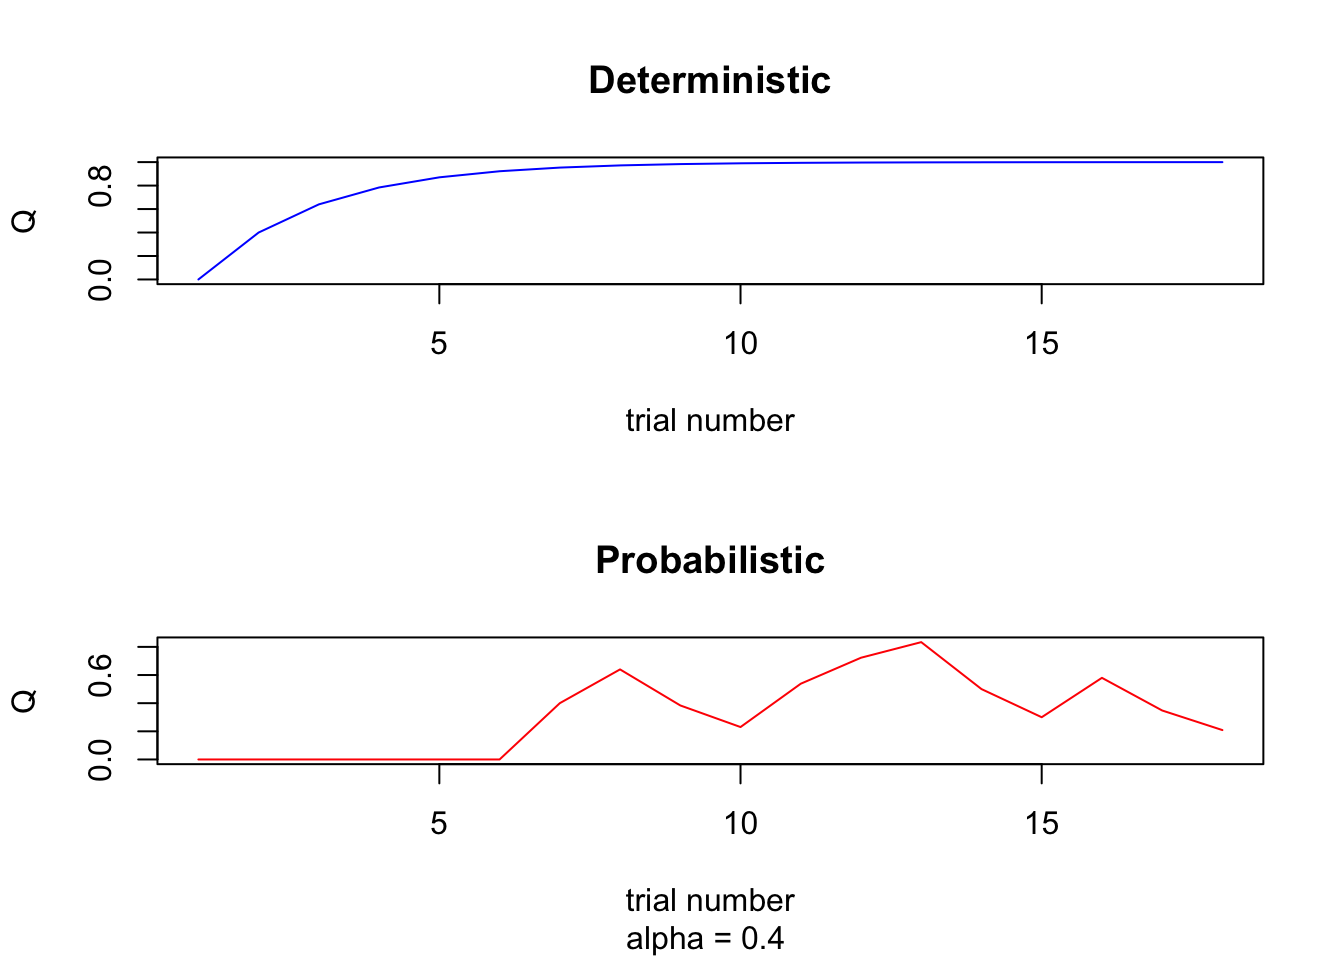 Deterministic
Q
0.8
0.0
5 10 15
trial number
Probabilistic
Q
0.6
0.0
5 10 15
trial number
alpha = 0.4